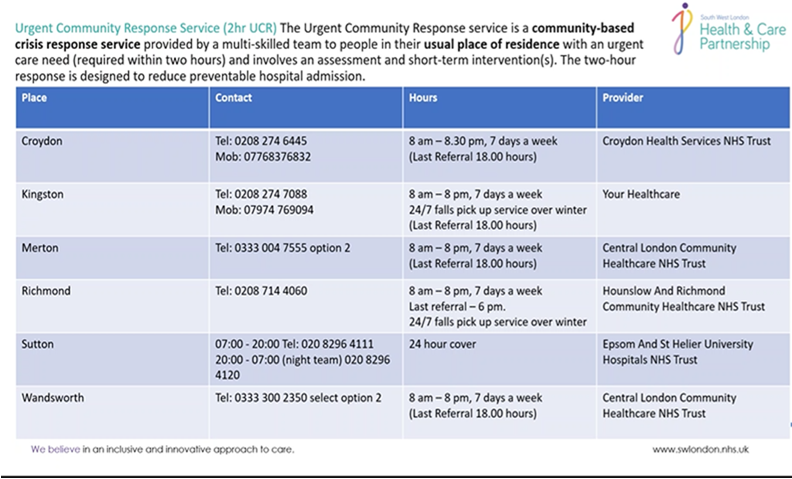 Urgent Community Response Service (2hr UCR) The Urgent Community Response service is a community-based
crisis response service provided by a multi-skilled team to people in their usual place of residence with an urgent
care need (required within two hours) and involves an assessment and short-term intervention(s). The two-hour
response is designed to reduce preventable hospital admission.
South West London
Health & Care
Partnership
Place Contact Hours Provider
Croydon Tel: 0208 274 6445 8 am – 8.30 pm, 7 days a week Croydon Health Services NHS Trust
Mob: 07768376832 (Last Referral 18.00 hours)
Kingston Tel: 0208 274 7088 8 am – 8 pm, 7 days a week Your Healthcare
Mob: 07974 769094 24/7 falls pick up service over winter
(Last Referral 18.00 hours)
Merton Tel: 0333 004 7555 option 2 8 am – 8 pm, 7 days a week Central London Community
(Last Referral 18.00 hours) Healthcare NHS Trust
Richmond Tel: 0208 714 4060 8 am – 8 pm, 7 days a week Hounslow And Richmond
Last referral – 6 pm. Community Healthcare NHS Trust
24/7 falls pick up service over winter
Sutton 07:00 - 20:00 Tel: 020 8296 4111 24 hour cover Epsom And St Helier University
20:00 - 07:00 (night team) 020 8296 Hospitals NHS Trust
4120
Wandsworth Tel: 0333 300 2350 select option 2 8 am – 8 pm, 7 days a week Central London Community
(Last Referral 18.00 hours) Healthcare NHS Trust
We believe in an inclusive and innovative approach to care. www.swlondon.nhs.uk